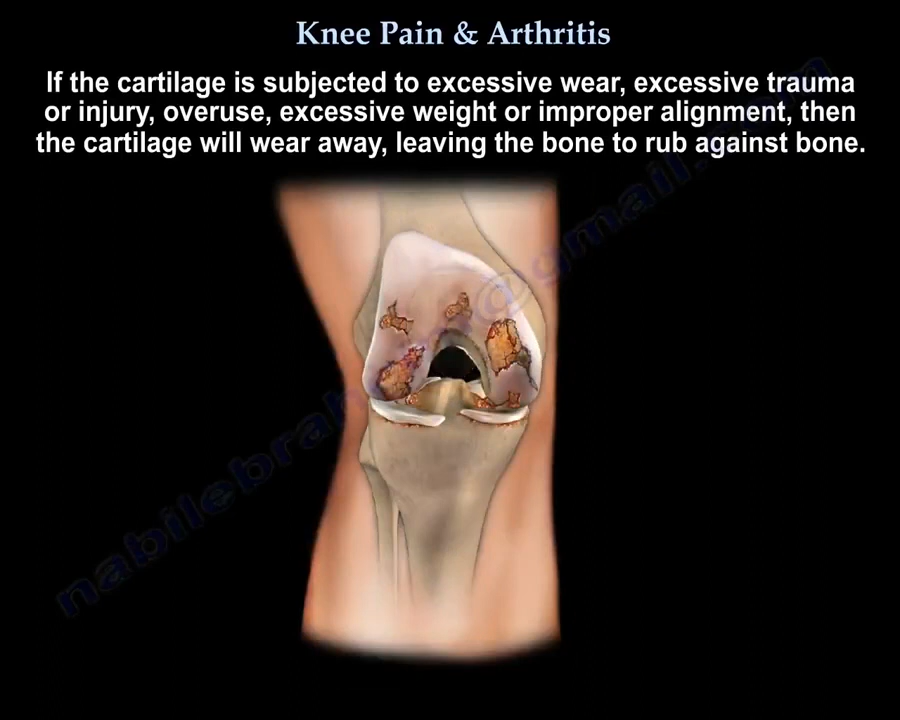 Knee Pain & Arthritis
If the cartilage is subjected to excessive wear, excessive trauma
or injury, overuse, excessive weight or improper alignment, then
the cartilage will wear away, leaving the bone to rub against bone.